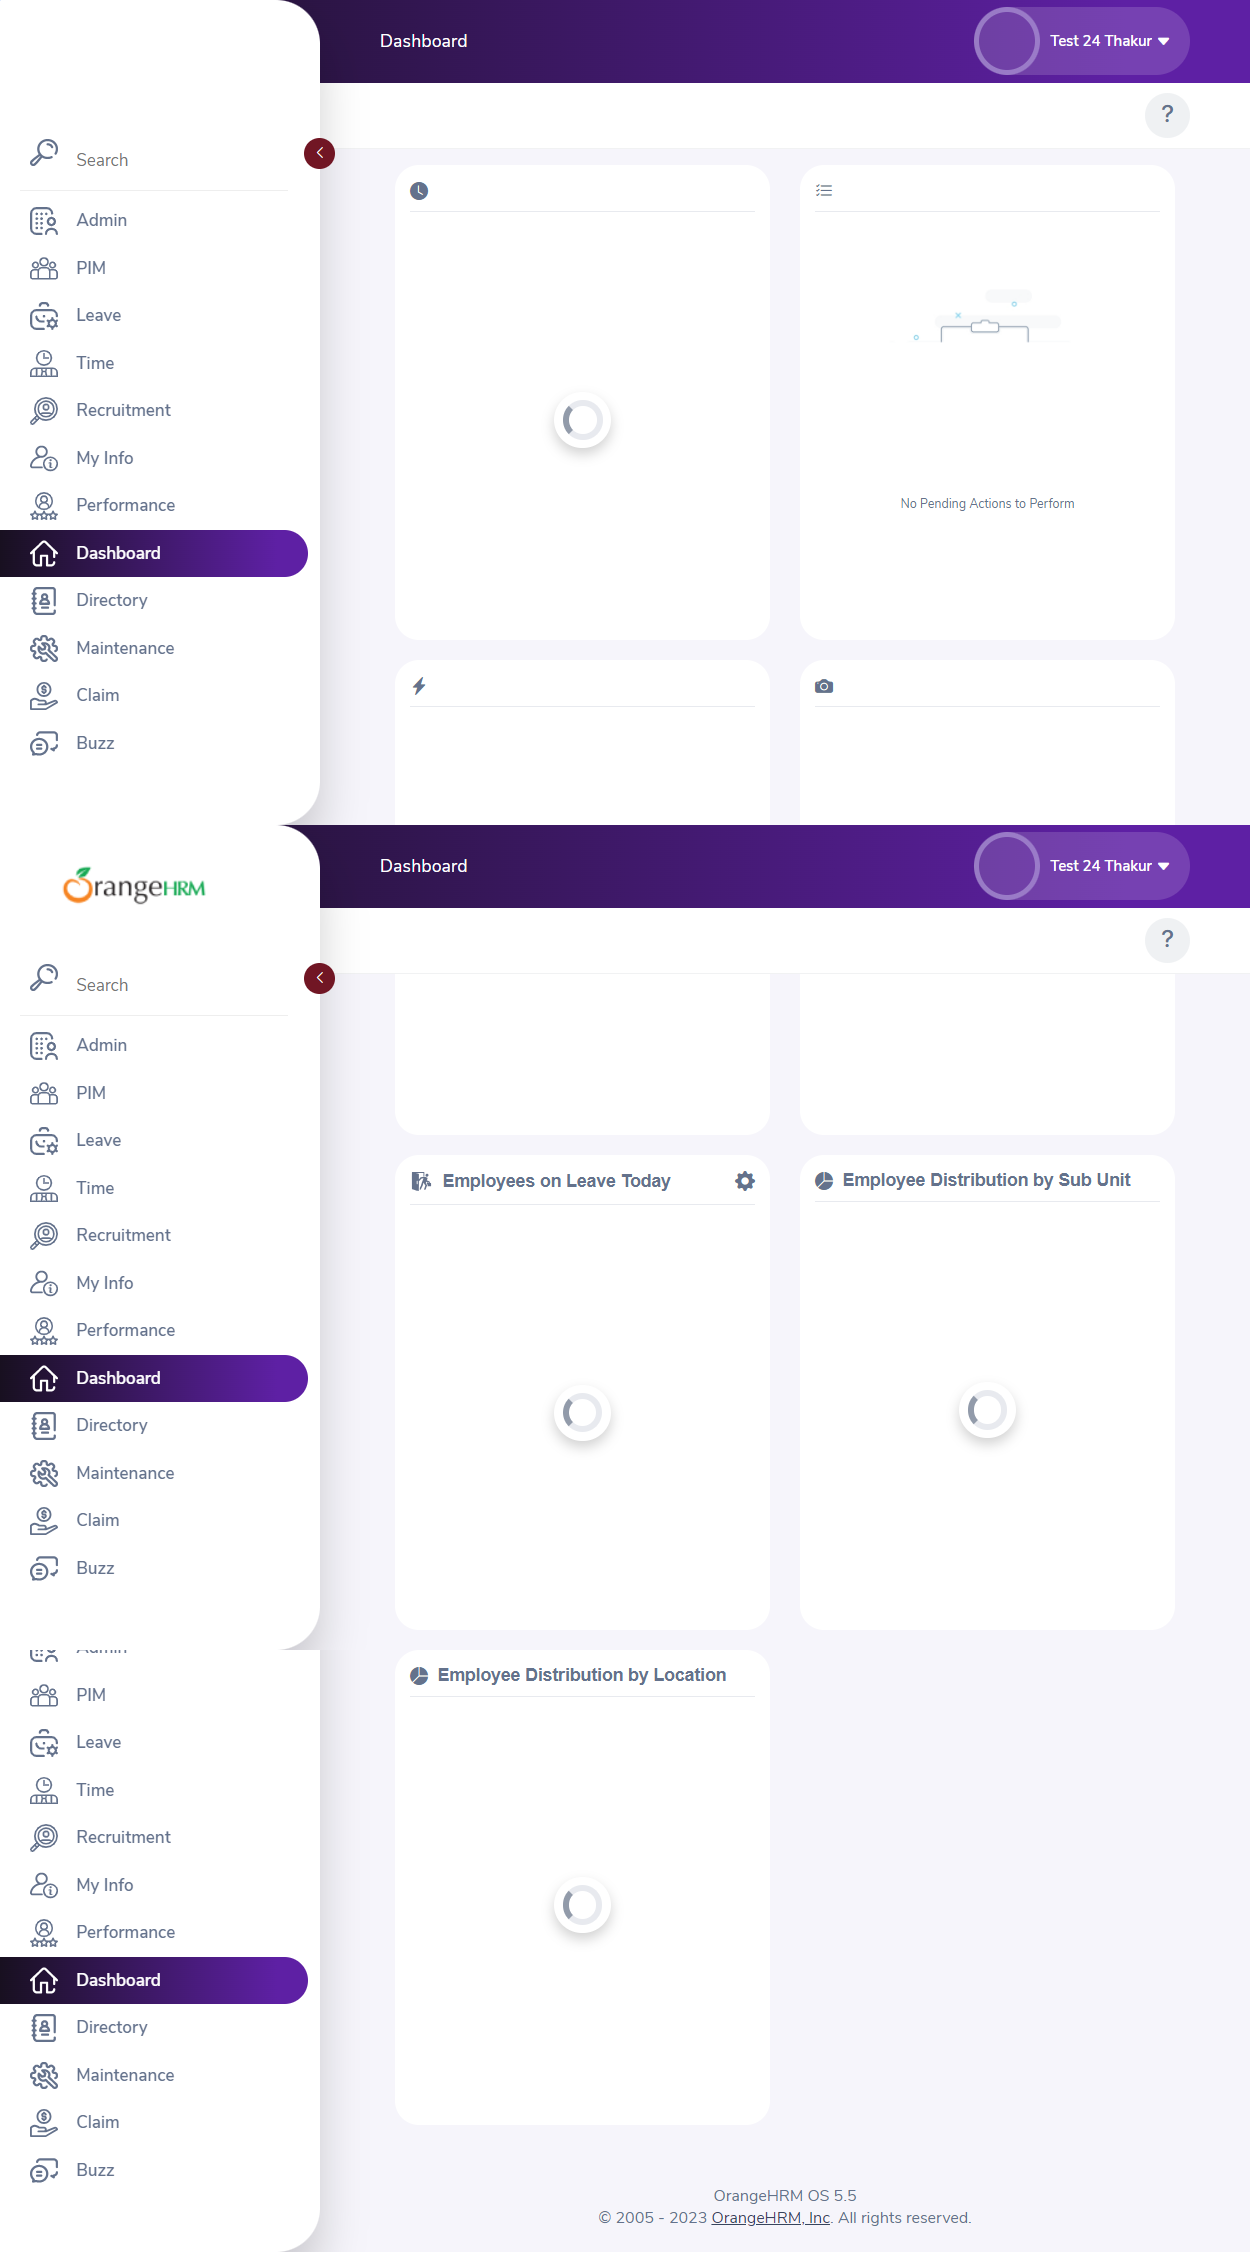 Dashboard
Test 24 Thakur
?
Search
Admin
PIM
Leave
Time
Recruitment
My Info
Performance
Dashboard
Directory
Maintenance
Claim
Buzz
No Pending Actions to Perform
OrangeHRM
Dashboard
Test 24 Thakur
?
Search
Admin
PIM
Leave
Time
Recruitment
My Info
Performance
Dashboard
Directory
Maintenance
Claim
Buzz
Employees on Leave Today
Employee Distribution by Sub Unit
Admin
PIM
Leave
Time
Recruitment
My Info
Performance
Dashboard
Directory
Maintenance
Claim
Buzz
Employee Distribution by Location
OrangeHRM OS 5.5
© 2005 - 2023 OrangeHRM, Inc. All rights reserved.